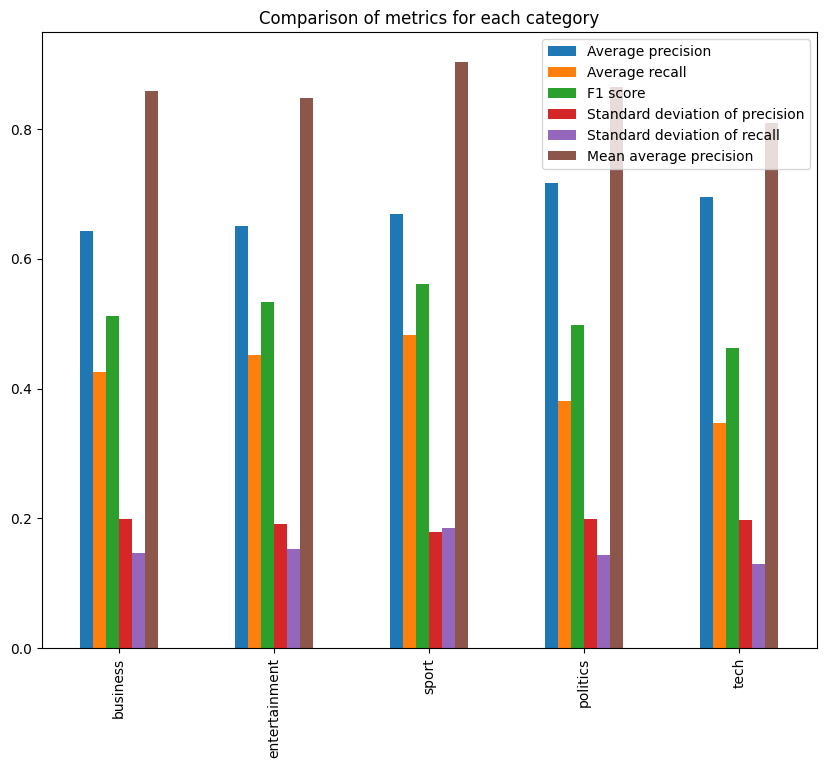 Comparison of metrics for each category
Average precision
Average recall
F1 score
Standard deviation of precision
Standard deviation of recall
Mean average precision
0.8
0.6
0.4
0.2
0.0
business
entertainment
sport
politics
tech